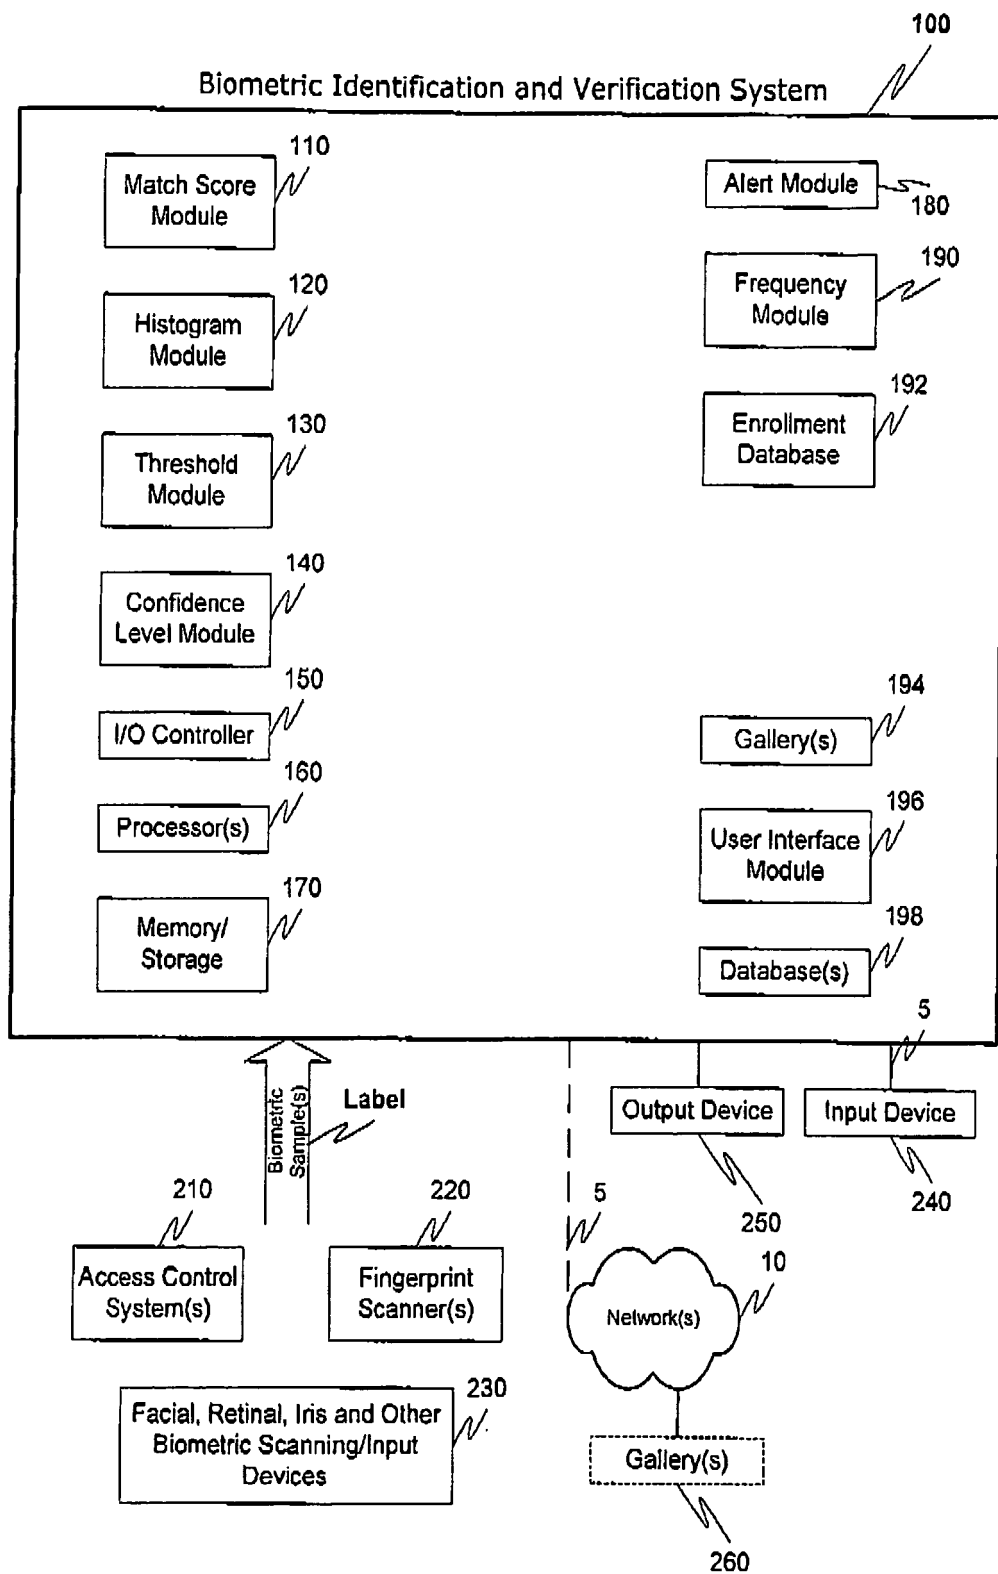 100
Biometric Identification and Verification System
110
Match Score
Module
Alert Module
180
190
Frequency
Module
120
Histogram
Module
192
Enrollment
Database
130
Threshold
Module
140
Confidence
Level Module
150
I/O Controller
194
Gallery(s)
160
Processor(s)
196
User Interface
Module
170
Memory/
Storage
198
Database(s)
5
Biometric
Sample(s)
Label
Output Device
Input Device
250
240
210
Access Control
System(s)
220
Fingerprint
Scanner(s)
5
10
Network(s)
230
Facial, Retinal, Iris and Other
Biometric Scanning/Input
Devices
Gallery(s)
260